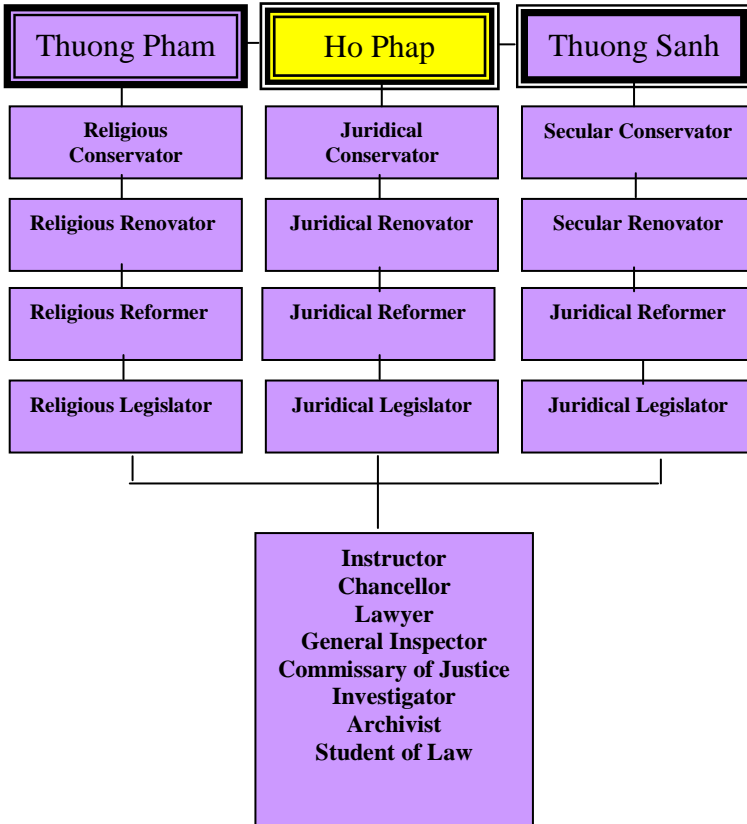 Thuong Pham
Ho Phap
Thuong Sanh
Religious
Conservator
Juridical
Conservator
Secular Conservator
Religious Renovator
Juridical Renovator
Secular Renovator
Religious Reformer
Juridical Reformer
Juridical Reformer
Religious Legislator
Juridical Legislator
Juridical Legislator
Instructor
Chancellor
Lawyer
General Inspector
Commissary of Justice
Investigator
Archivist
Student of Law